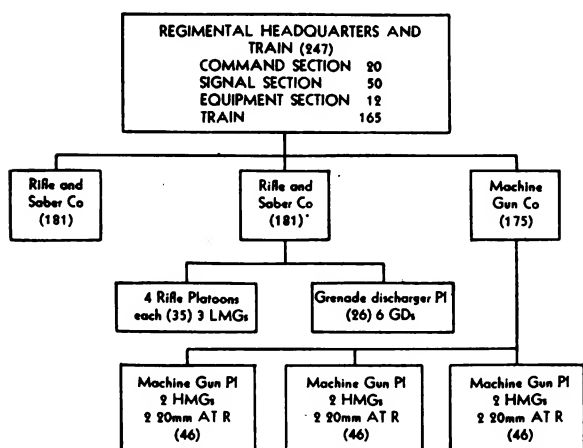 REGIMENTAL HEADQUARTERS AND
TRAIN (247)
COMMAND SECTION 20
SIGNAL SECTION 50
EQUIPMENT SECTION 12
TRAIN 165
Rifle and
Saber Co
(181)
Rifle and
Saber Co
(181)
Machine
Gun Co
(175)
4 Rifle Platoons
each (35) 3 LMGs
Grenade discharger Pl
(26) 6 GDs
Machine Gun Pl
2 HMGs
2 20mm AT R
(46)
Machine Gun Pl
2 HMGs
2 20mm AT R
(46)
Machine Gun Pl
2 HMGs
2 20mm AT R
(46)